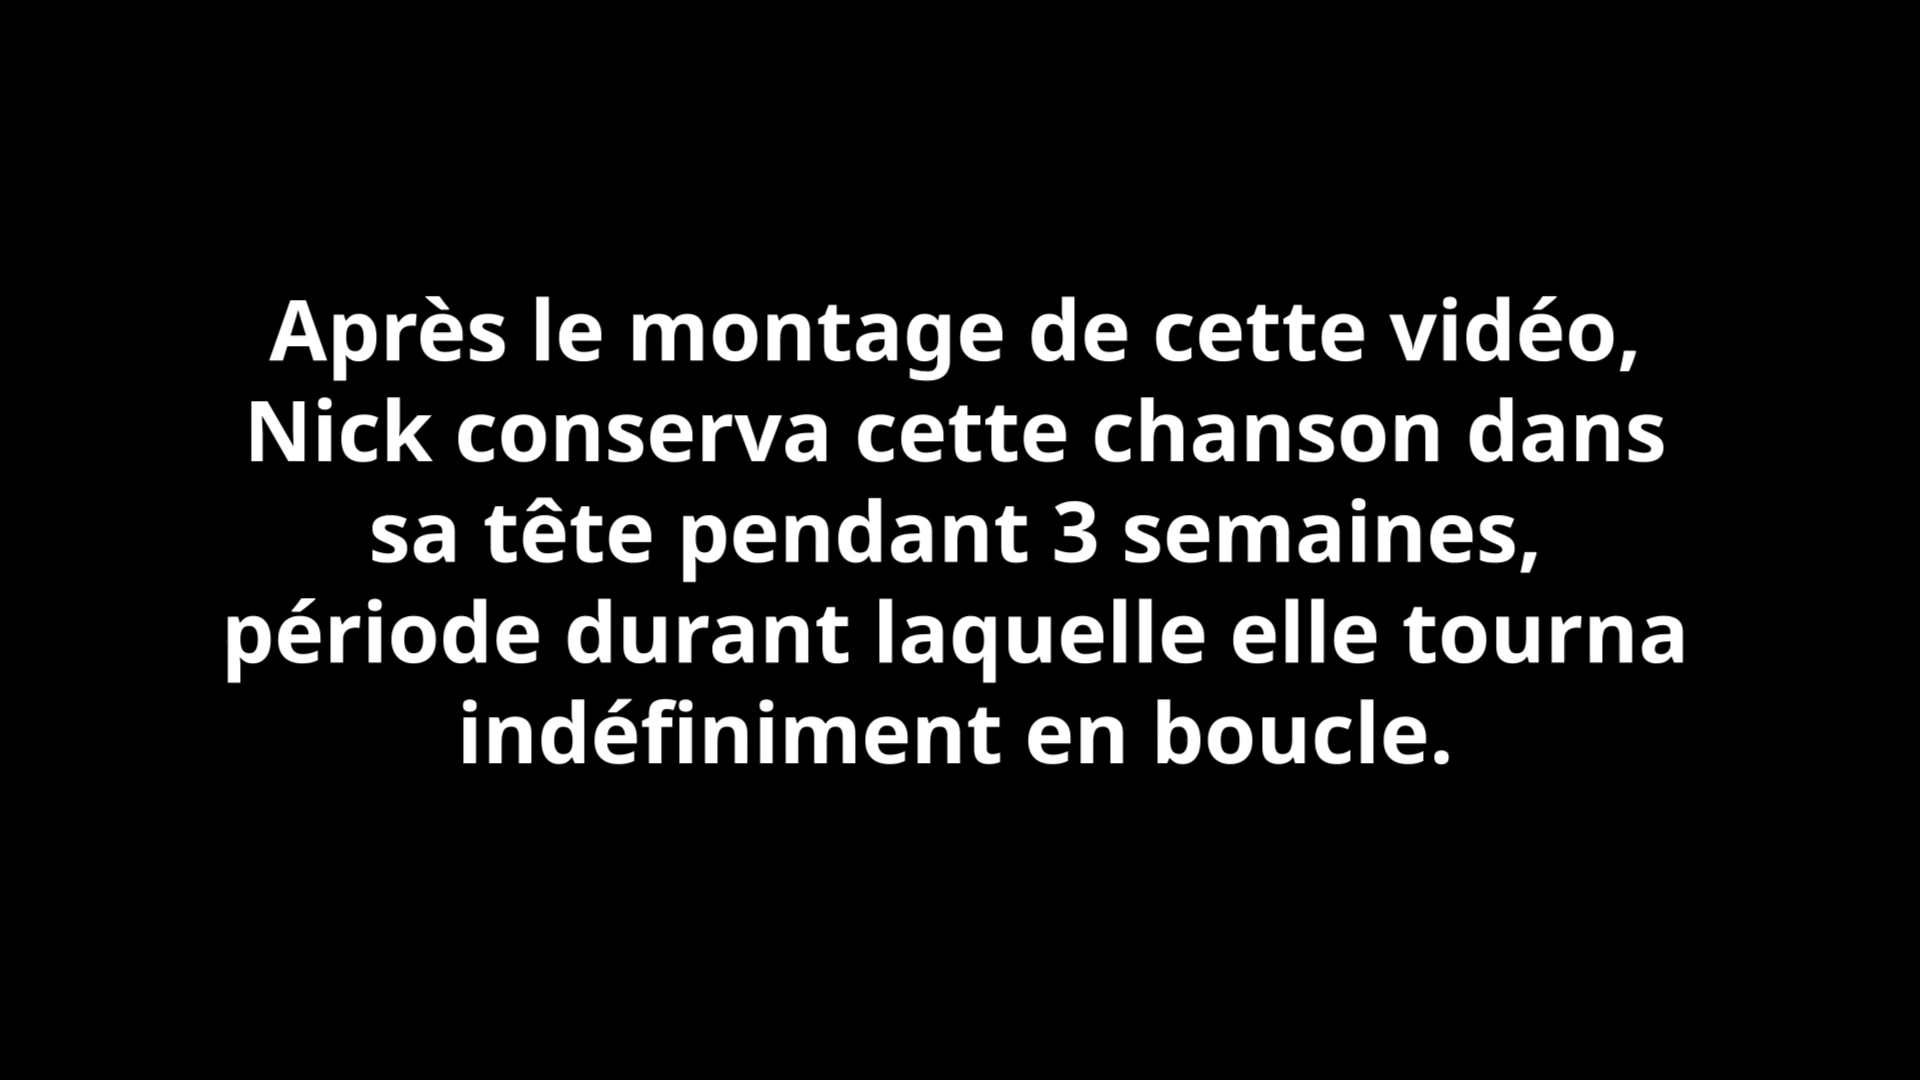 Après le montage de cette vidéo,
Nick conserva cette chanson dans
sa tête pendant 3 semaines,
période durant laquelle elle tourna
indéfiniment en boucle.